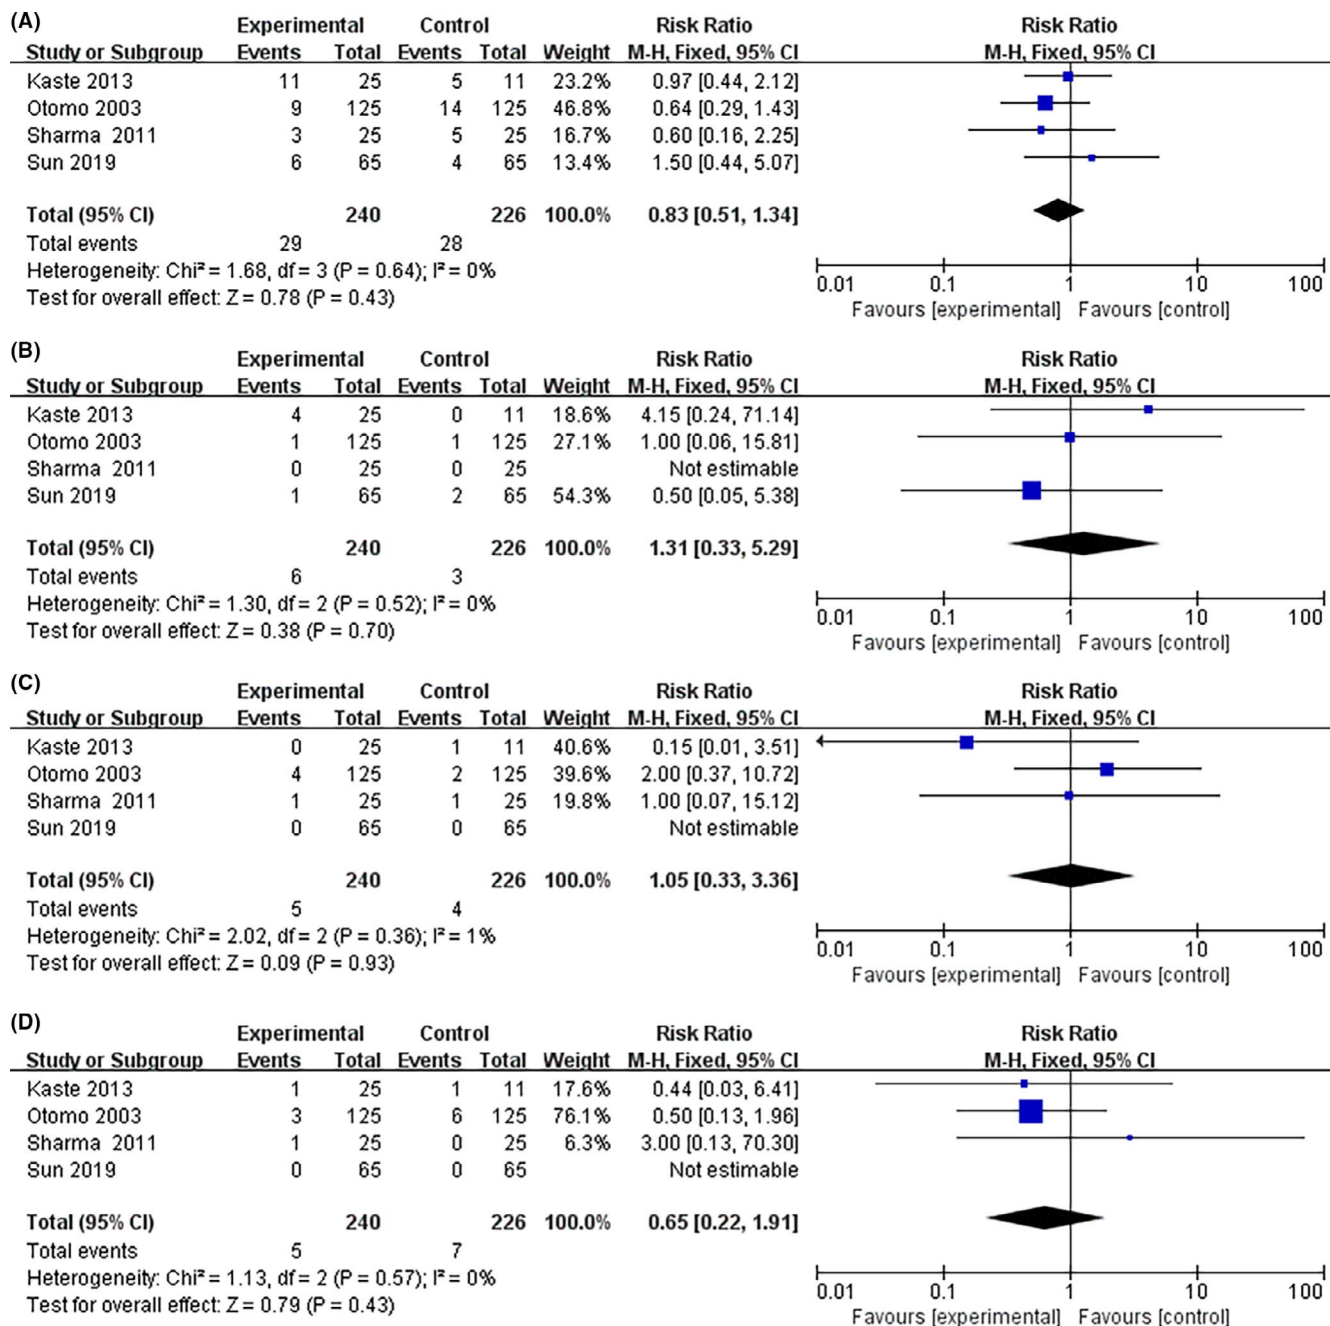 (A)
Experimental Control Risk Ratio Risk Ratio
Study or Subgroup Events Total Events Total Weight M-H, Fixed, 95% CI M-H, Fixed, 95% CI
Kaste 2013 11 25 5 11 23.2% 0.97 [0.44, 2.12]
Otomo 2003 9 125 14 125 46.8% 0.64 [0.29, 1.43]
Sharma 2011 3 25 5 25 16.7% 0.60 [0.16, 2.25]
Sun 2019 6 65 4 65 13.4% 1.50 [0.44, 5.07]
Total (95% CI) 240 226 100.0% 0.83 [0.51, 1.34]
Total events 29 28
Heterogeneity: Chi² = 1.68, df = 3 (P = 0.64); I² = 0%
Test for overall effect: Z = 0.78 (P = 0.43)
0.01 0.1 1 10 100
Favours [experimental] Favours [control]
(B)
Experimental Control Risk Ratio Risk Ratio
Study or Subgroup Events Total Events Total Weight M-H, Fixed, 95% CI M-H, Fixed, 95% CI
Kaste 2013 4 25 0 11 18.6% 4.15 [0.24, 71.14]
Otomo 2003 1 125 1 125 27.1% 1.00 [0.06, 15.81]
Sharma 2011 0 25 0 25 Not estimable
Sun 2019 1 65 2 65 54.3% 0.50 [0.05, 5.38]
Total (95% CI) 240 226 100.0% 1.31 [0.33, 5.29]
Total events 6 3
Heterogeneity: Chi² = 1.30, df = 2 (P = 0.52); I² = 0%
Test for overall effect: Z = 0.38 (P = 0.70)
0.01 0.1 1 10 100
Favours [experimental] Favours [control]
(C)
Experimental Control Risk Ratio Risk Ratio
Study or Subgroup Events Total Events Total Weight M-H, Fixed, 95% CI M-H, Fixed, 95% CI
Kaste 2013 0 25 1 11 40.6% 0.15 [0.01, 3.51]
Otomo 2003 4 125 2 125 39.6% 2.00 [0.37, 10.72]
Sharma 2011 1 25 1 25 19.8% 1.00 [0.07, 15.12]
Sun 2019 0 65 0 65 Not estimable
Total (95% CI) 240 226 100.0% 1.05 [0.33, 3.36]
Total events 5 4
Heterogeneity: Chi² = 2.02, df = 2 (P = 0.36); I² = 1%
Test for overall effect: Z = 0.09 (P = 0.93)
0.01 0.1 1 10 100
Favours [experimental] Favours [control]
(D)
Experimental Control Risk Ratio Risk Ratio
Study or Subgroup Events Total Events Total Weight M-H, Fixed, 95% CI M-H, Fixed, 95% CI
Kaste 2013 1 25 1 11 17.6% 0.44 [0.03, 6.41]
Otomo 2003 3 125 6 125 76.1% 0.50 [0.13, 1.96]
Sharma 2011 1 25 0 25 6.3% 3.00 [0.13, 70.30]
Sun 2019 0 65 0 65 Not estimable
Total (95% CI) 240 226 100.0% 0.65 [0.22, 1.91]
Total events 5 7
Heterogeneity: Chi² = 1.13, df = 2 (P = 0.57); I² = 0%
Test for overall effect: Z = 0.79 (P = 0.43)
0.01 0.1 1 10 100
Favours [experimental] Favours [control]